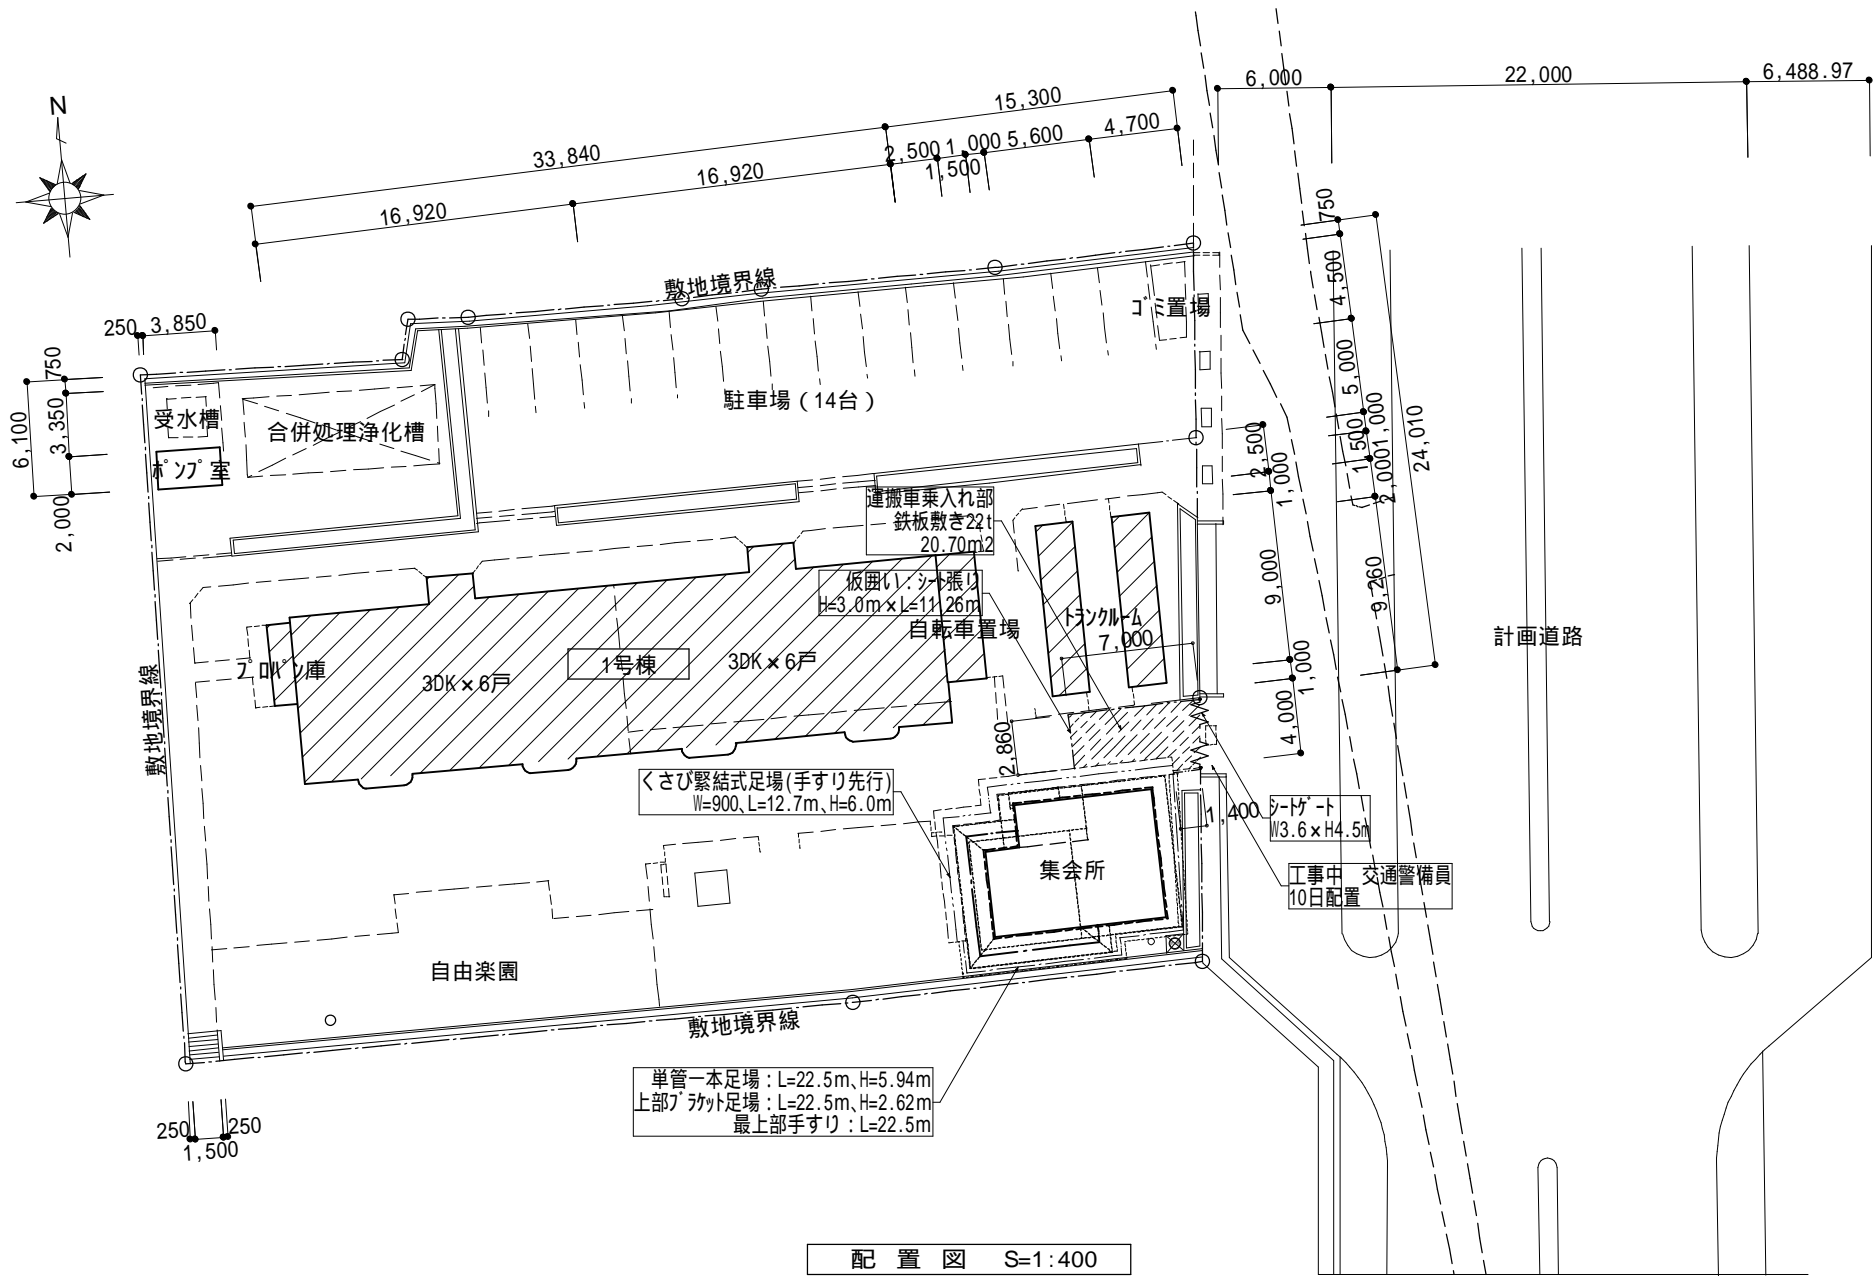 N
6,000
22,000
6,488.97
15,300
33,840
2,500
1,000
5,600
4,700
1,500
16,920
16,920
敷地境界線
ゴミ置場
250
3,850
750
6,100
3,350
2,000
受水槽
合併処理浄化槽
ポンプ室
駐車場（14台）
750
4,500
5,000
1,000
1,500
2,000
24,010
9,260
2,500
1,000
9,000
1,000
4,000
運搬車乗入れ部
鉄板敷き22t
20.70m2
仮囲い：シート張り
H=3.0m×L=11.26m
自転車置場
トランクルーム
7,000
計画道路
プロパン庫
3DK×6戸
1号棟
3DK×6戸
敷地境界線
2,860
くさび緊結式足場(手すり先行)
W=900、L=12.7m、H=6.0m
1,400
シートゲート
W3.6×H4.5m
集会所
工事中　交通警備員
10日配置
自由楽園
敷地境界線
単管一本足場：L=22.5m、H=5.94m
上部ブラケット足場：L=22.5m、H=2.62m
最上部手すり：L=22.5m
250
250
1,500
配置図　S=1:400